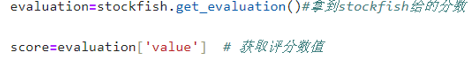 evaluation=stockfish.get_evaluation()#拿到stockfish给的分数
score=evaluation['value']  # 获取评分数值